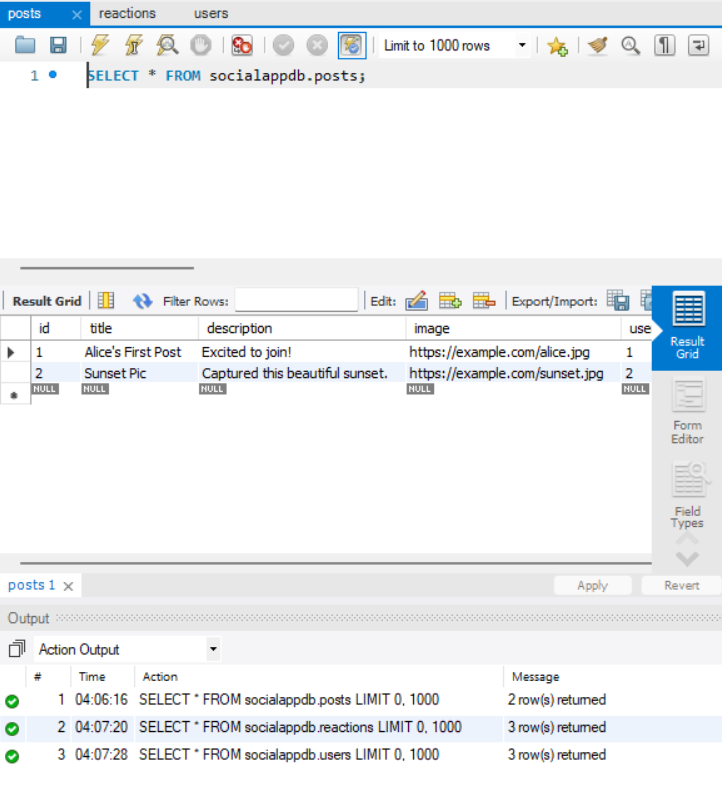 posts × reactions users
Limit to 1000 rows
1 SELECT * FROM socialappdb.posts;
Result Grid Filter Rows: Edit: Export/Import:
id title description image use
1 Alice's First Post Excited to join! https://example.com/alice.jpg 1
2 Sunset Pic Captured this beautiful sunset. https://example.com/sunset.jpg 2
NULL NULL NULL NULL NULL
Result
Grid
Form
Editor
Field
Types
posts 1 × Apply Revert
Output
Action Output
# Time Action Message
1 04:06:16 SELECT * FROM socialappdb.posts LIMIT 0, 1000 2 row(s) returned
2 04:07:20 SELECT * FROM socialappdb.reactions LIMIT 0, 1000 3 row(s) returned
3 04:07:28 SELECT * FROM socialappdb.users LIMIT 0, 1000 3 row(s) returned